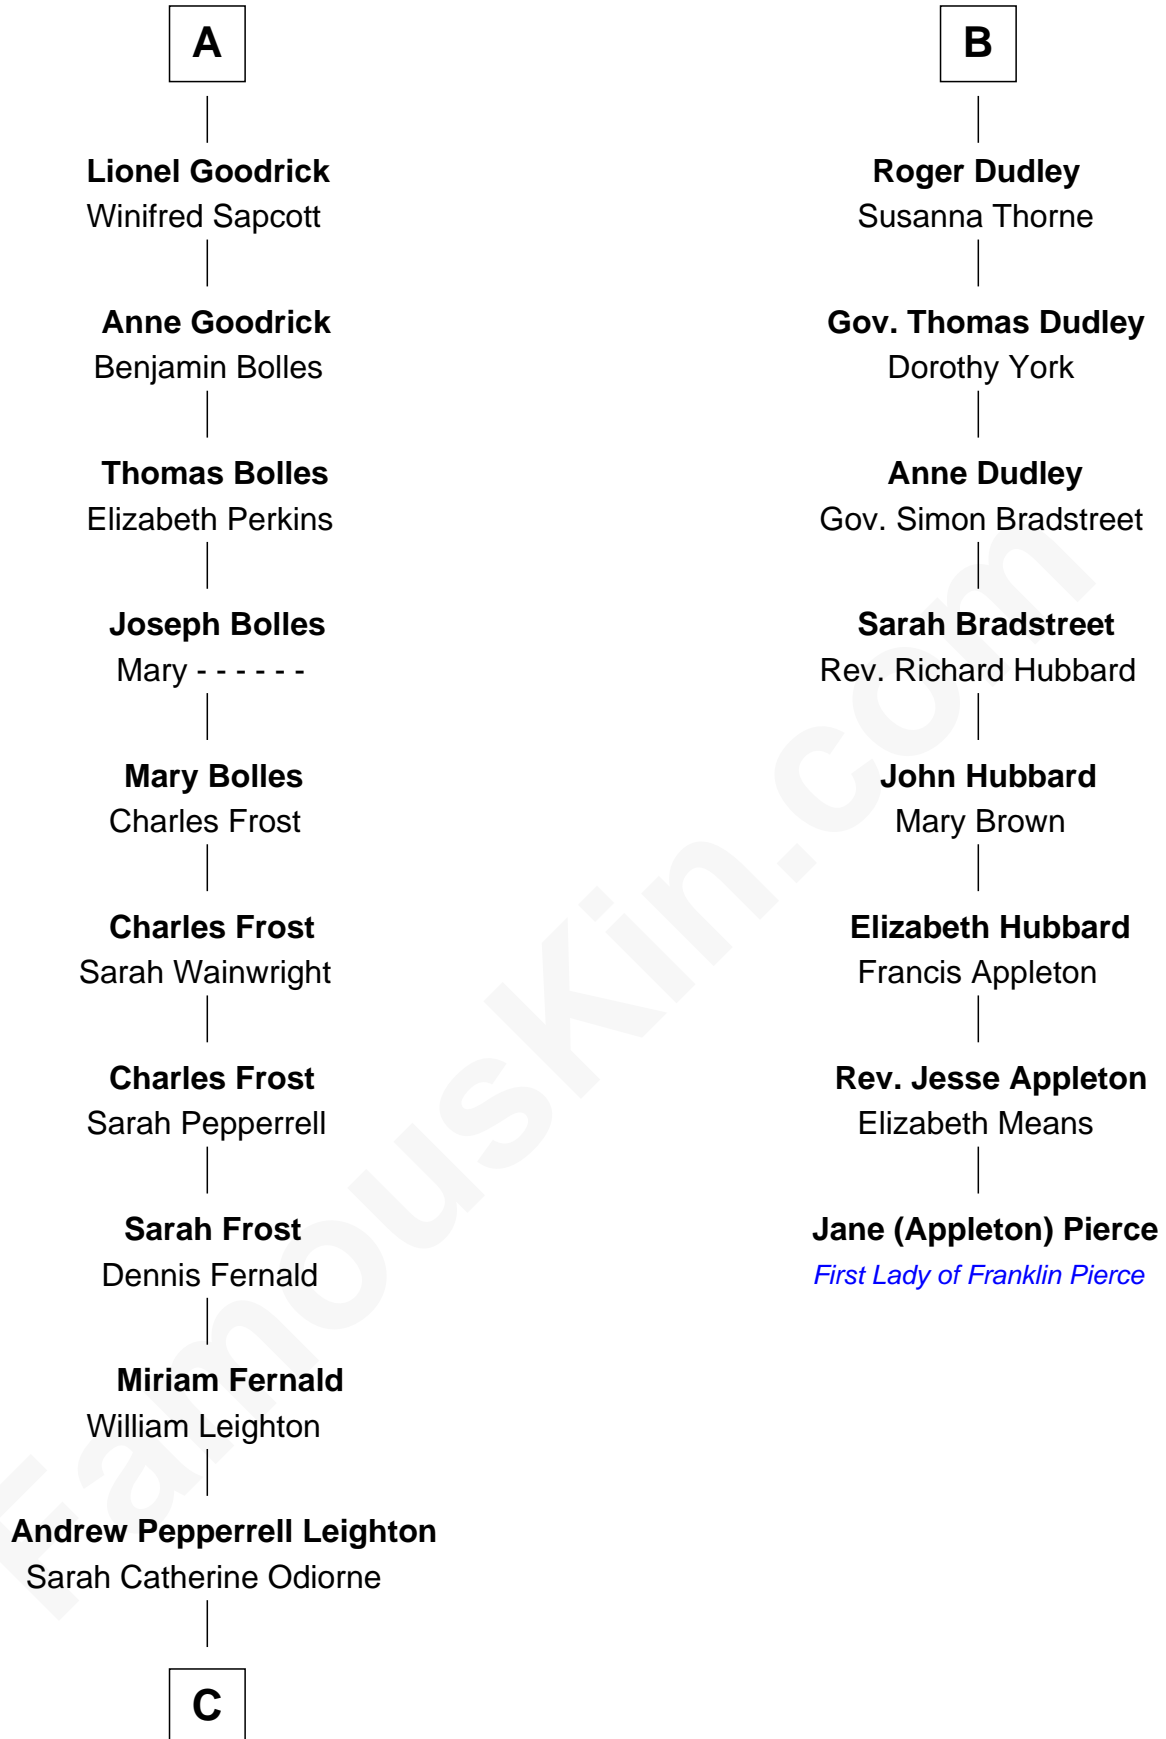 A
Lionel Goodrick
Winifred Sapcott
Anne Goodrick
Benjamin Bolles
Thomas Bolles
Elizabeth Perkins
Joseph Bolles
Mary - - - - - -
Mary Bolles
Charles Frost
Charles Frost
Sarah Wainwright
Charles Frost
Sarah Pepperrell
Sarah Frost
Dennis Fernald
Miriam Fernald
William Leighton
Andrew Pepperrell Leighton
Sarah Catherine Odiorne
C
B
Roger Dudley
Susanna Thorne
Gov. Thomas Dudley
Dorothy York
Anne Dudley
Gov. Simon Bradstreet
Sarah Bradstreet
Rev. Richard Hubbard
John Hubbard
Mary Brown
Elizabeth Hubbard
Francis Appleton
Rev. Jesse Appleton
Elizabeth Means
Jane (Appleton) Pierce
First Lady of Franklin Pierce
FamousKin.com